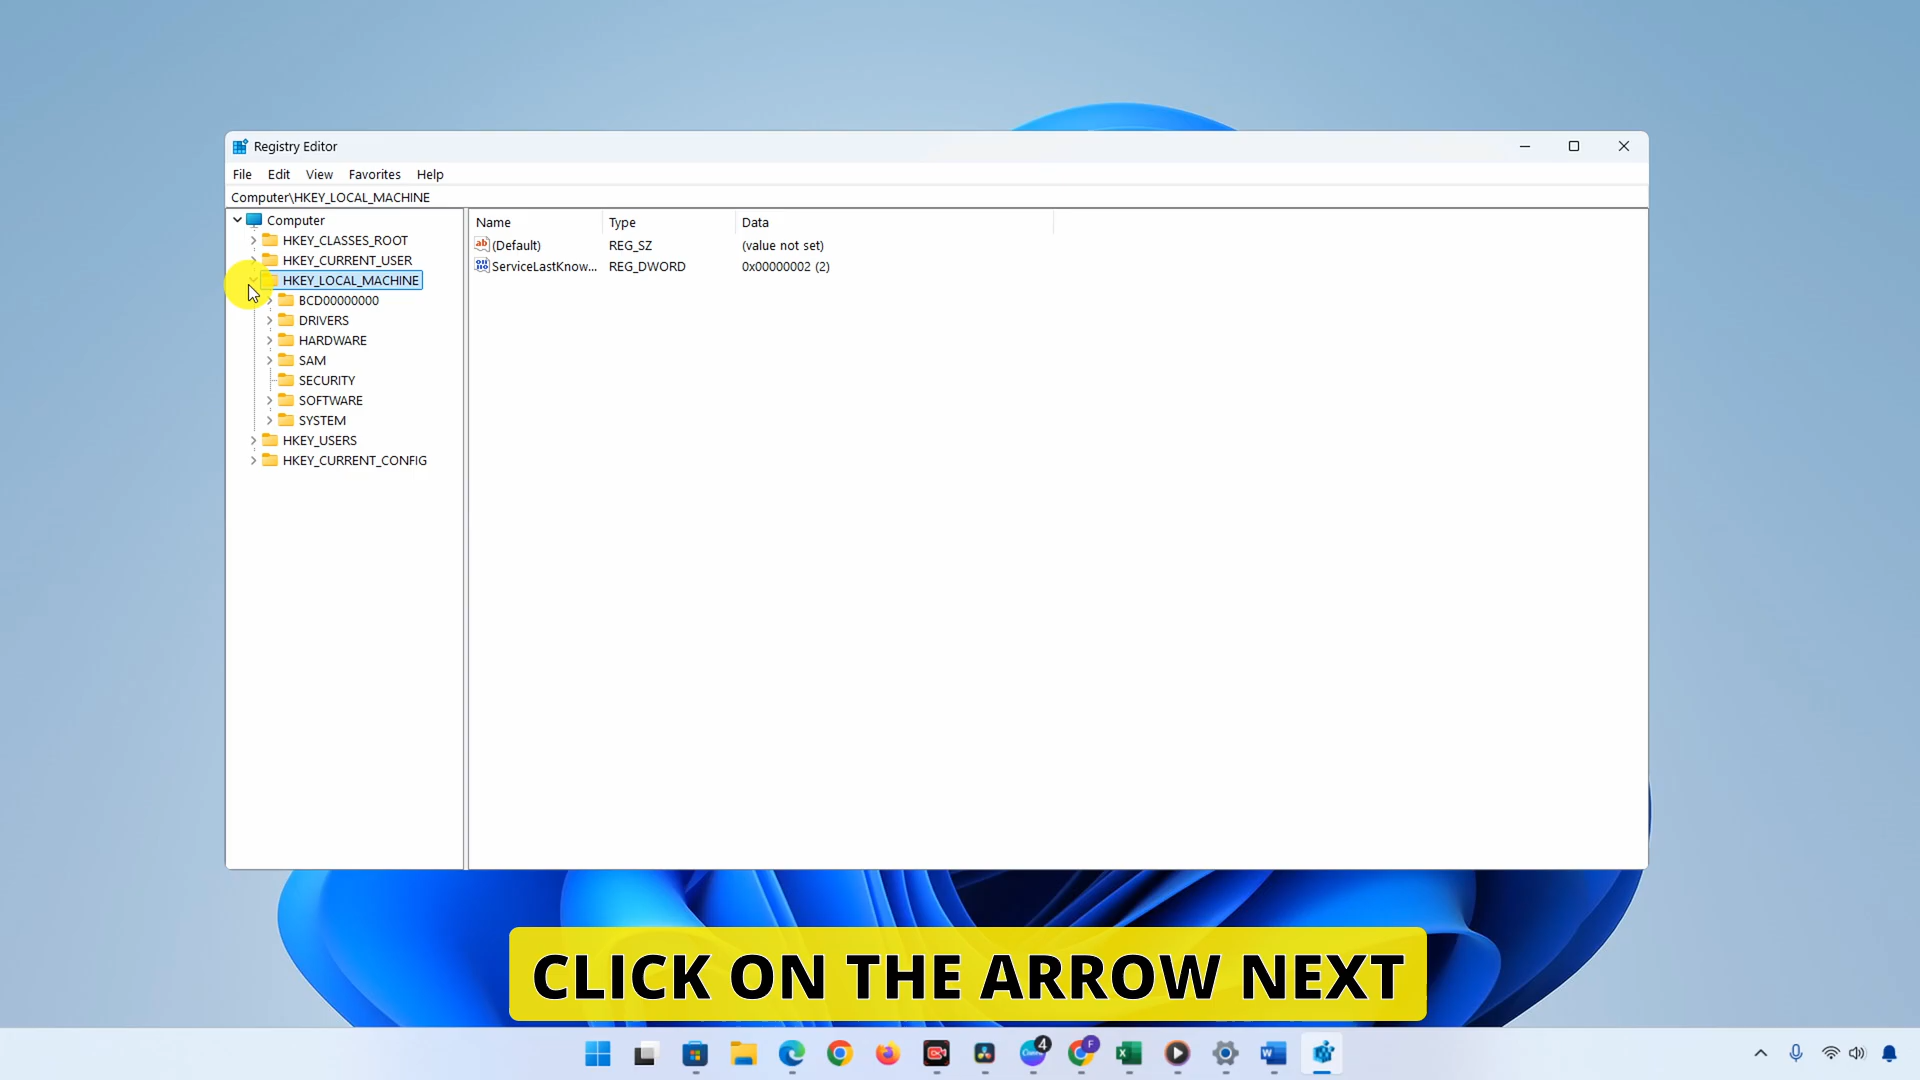 Registry Editor
File Edit View Favorites Help
Computer\HKEY_LOCAL_MACHINE
Computer
HKEY_CLASSES_ROOT
HKEY_CURRENT_USER
HKEY_LOCAL_MACHINE
BCD00000000
DRIVERS
HARDWARE
SAM
SECURITY
SOFTWARE
SYSTEM
HKEY_USERS
HKEY_CURRENT_CONFIG
Name Type Data
(Default) REG_SZ (value not set)
ServiceLastKnow... REG_DWORD 0x00000002 (2)
CLICK ON THE ARROW NEXT
4
F